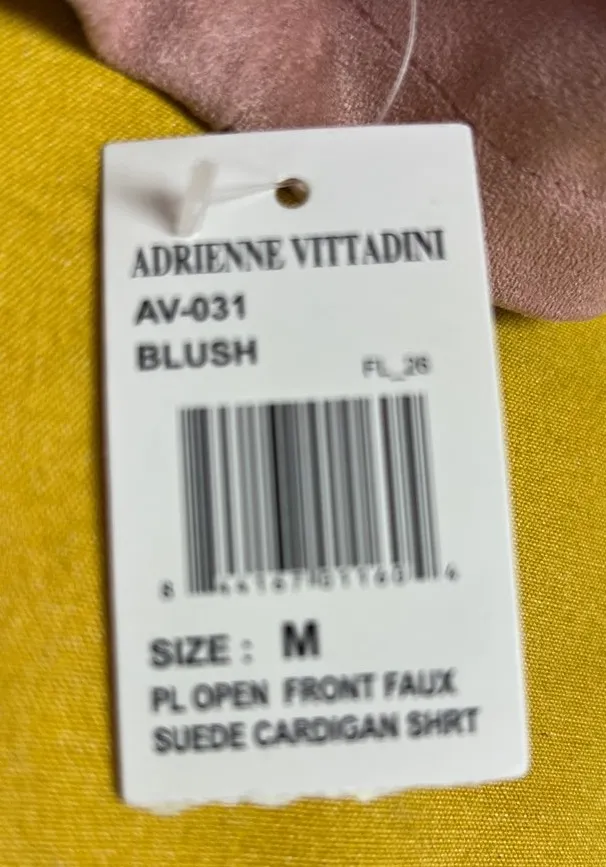 ADRIENNE VITTADINI
AV-031
BLUSH
FL_26
SIZE : M
PL OPEN FRONT FAUX
SUEDE CARDIGAN SHRT